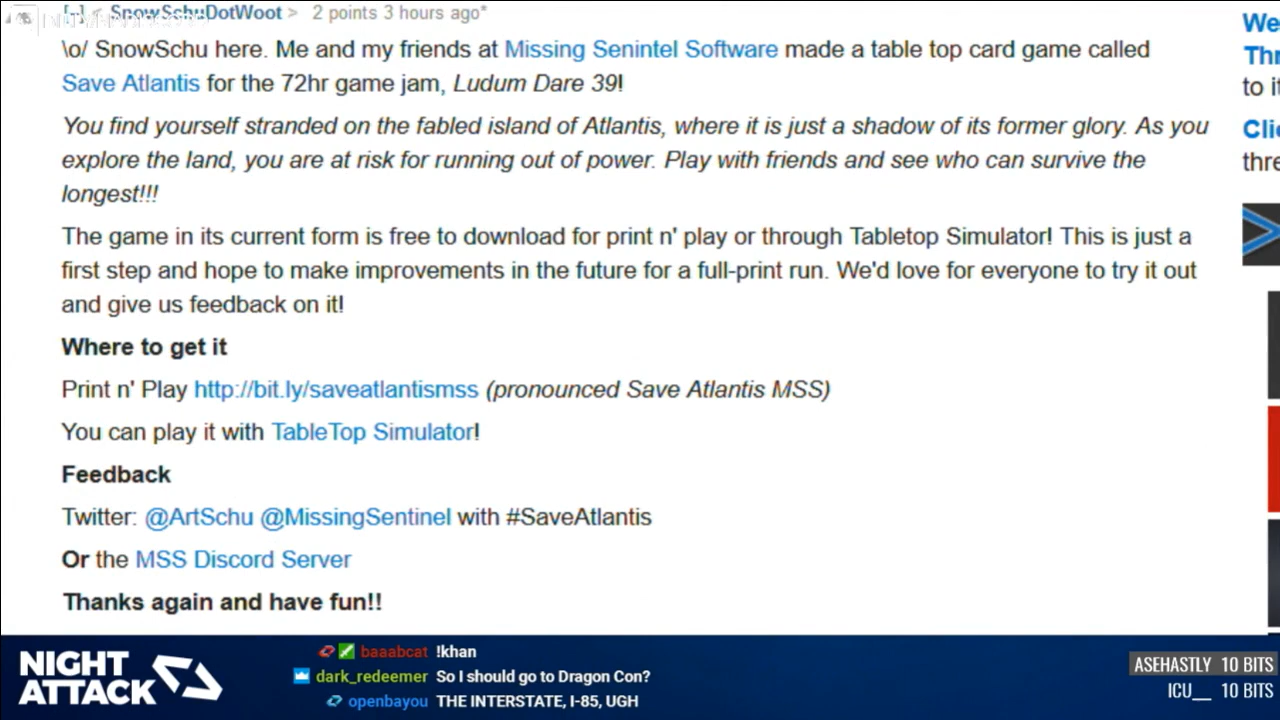 [-] SnowSchuDotWoot > 2 points 3 hours ago*
\o/ SnowSchu here. Me and my friends at Missing Senintel Software made a table top card game called
Save Atlantis for the 72hr game jam, Ludum Dare 39!
You find yourself stranded on the fabled island of Atlantis, where it is just a shadow of its former glory. As you
explore the land, you are at risk for running out of power. Play with friends and see who can survive the
longest!!!
The game in its current form is free to download for print n' play or through Tabletop Simulator! This is just a
first step and hope to make improvements in the future for a full-print run. We'd love for everyone to try it out
and give us feedback on it!
Where to get it
Print n' Play http://bit.ly/saveatlantismss (pronounced Save Atlantis MSS)
You can play it with TableTop Simulator!
Feedback
Twitter: @ArtSchu @MissingSentinel with #SaveAtlantis
Or the MSS Discord Server
Thanks again and have fun!!
We
to it
NIGHT
ATTACK
baaabcat !khan
dark_redeemer So I should go to Dragon Con?
openbayou THE INTERSTATE, I-85, UGH
ASEHASTLY 10 BITS
ICU__ 10 BITS